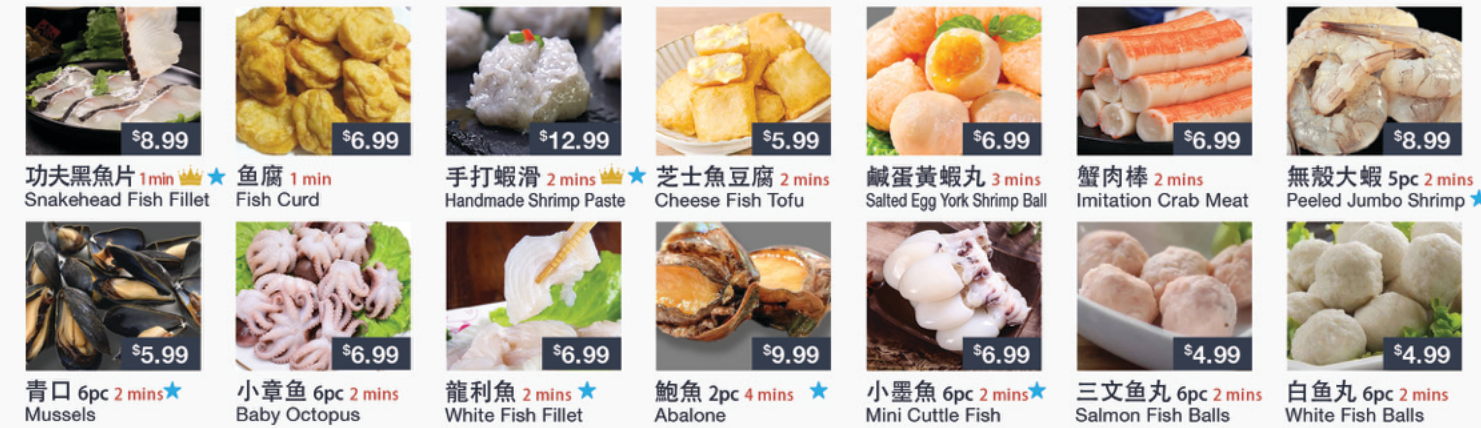 $8.99
$6.99
$12.99
$5.99
$6.99
$6.99
$8.99
功夫黑魚片 1 min
Snakehead Fish Fillet
鱼腐 1 min
Fish Curd
手打蝦滑 2 mins
Handmade Shrimp Paste
芝士魚豆腐 2 mins
Cheese Fish Tofu
鹹蛋黃蝦丸 3 mins
Salted Egg York Shrimp Ball
蟹肉棒 2 mins
Imitation Crab Meat
無殼大蝦 5pc 2 mins
Peeled Jumbo Shrimp
$5.99
$6.99
$6.99
$9.99
$6.99
$4.99
$4.99
青口 6pc 2 mins
Mussels
小章鱼 6pc 2 mins
Baby Octopus
龍利魚 2 mins
White Fish Fillet
鮑魚 2pc 4 mins
Abalone
小墨魚 6pc 2 mins
Mini Cuttle Fish
三文鱼丸 6pc 2 mins
Salmon Fish Balls
白鱼丸 6pc 2 mins
White Fish Balls